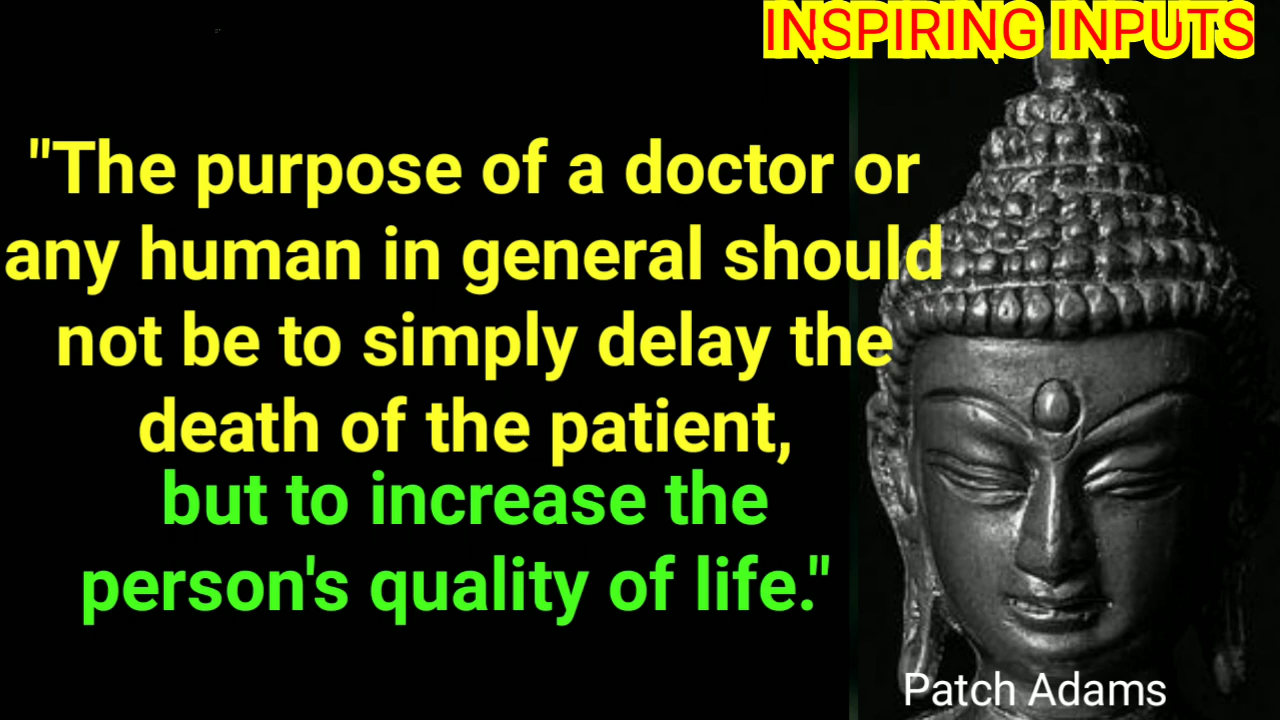 INSPIRING INPUTS
"The purpose of a doctor or
any human in general should
not be to simply delay the
death of the patient,
but to increase the
person's quality of life."
Patch Adams